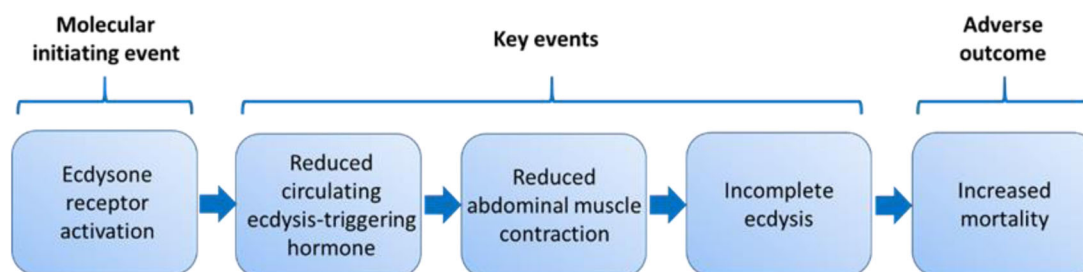 Molecular
initiating event
Key events
Adverse
outcome
Ecdysone
receptor
activation
Reduced
circulating
ecdysis-triggering
hormone
Reduced
abdominal muscle
contraction
Incomplete
ecdysis
Increased
mortality